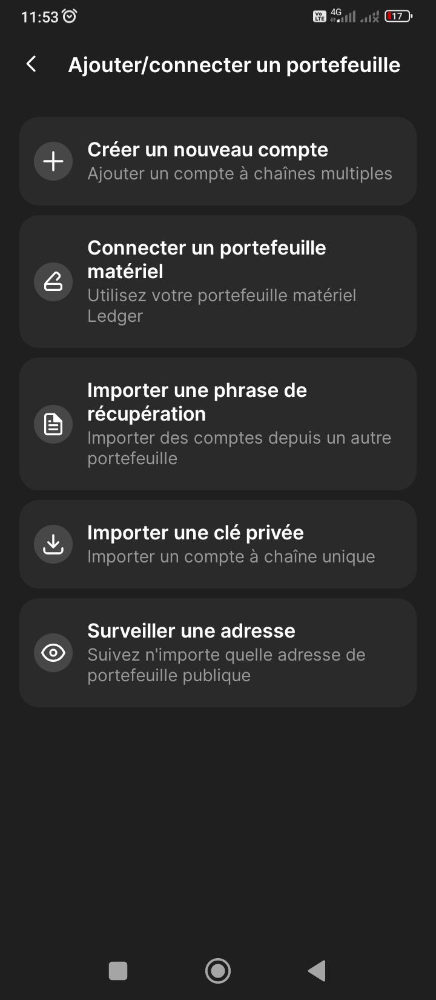 11:53
Vo LTE 4G 17
Ajouter/connecter un portefeuille
Créer un nouveau compte
Ajouter un compte à chaînes multiples
Connecter un portefeuille
matériel
Utilisez votre portefeuille matériel
Ledger
Importer une phrase de
récupération
Importer des comptes depuis un autre
portefeuille
Importer une clé privée
Importer un compte à chaîne unique
Surveiller une adresse
Suivez n'importe quelle adresse de
portefeuille publique